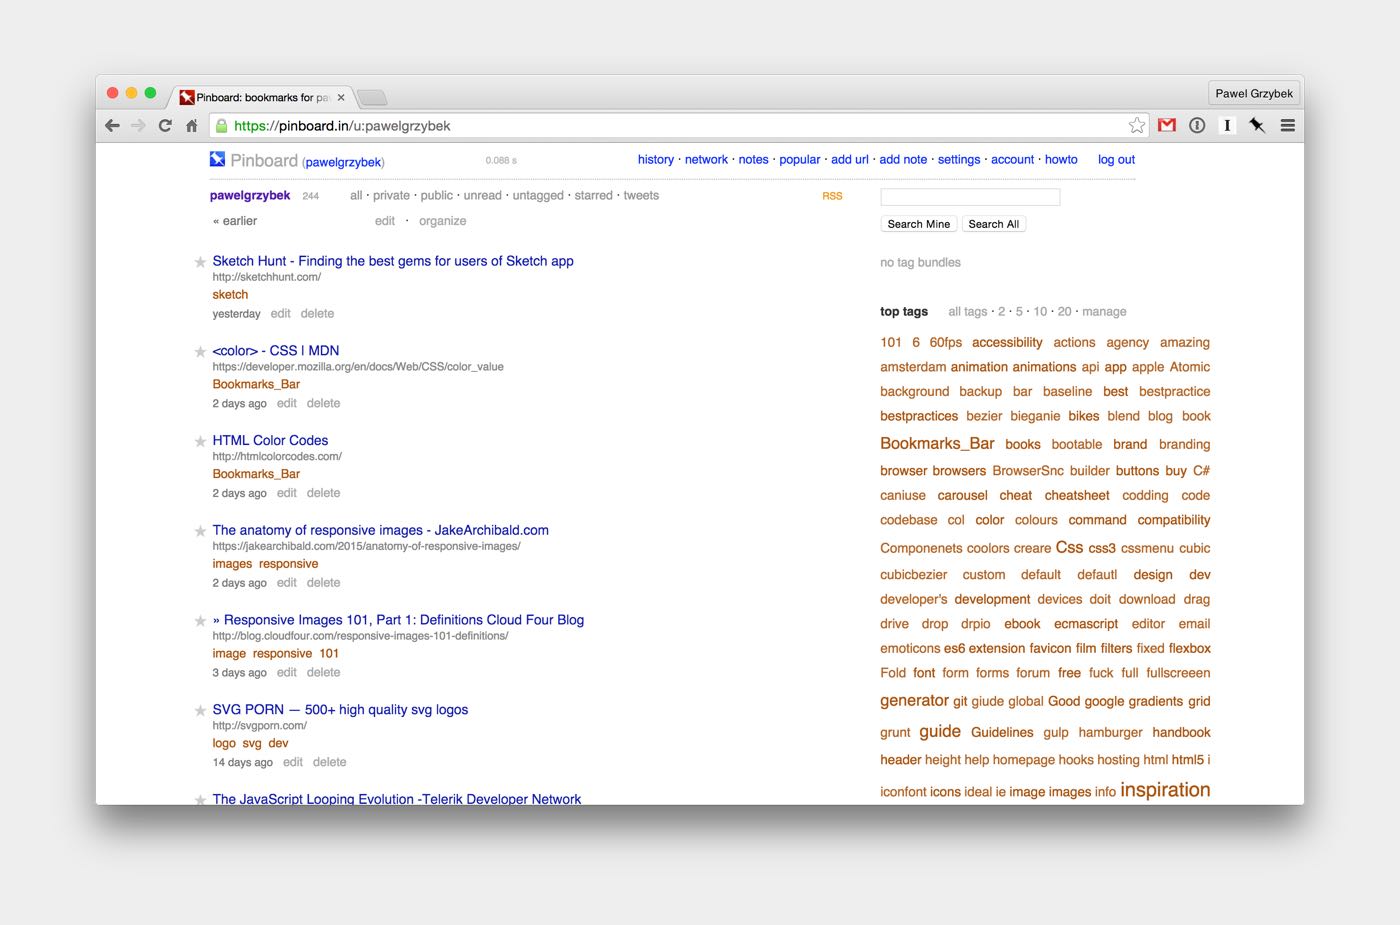 Pinboard: bookmarks for pa
Pawel Grzybek
https://pinboard.in/u:pawelgrzybek
Pinboard (pawelgrzybek)
0.088 s
history · network · notes · popular · add url · add note · settings · account · howto
log out
pawelgrzybek 244 all · private · public · unread · untagged · starred · tweets RSS
« earlier edit · organize
Sketch Hunt - Finding the best gems for users of Sketch app
http://sketchhunt.com/
sketch
yesterday edit delete
<color> - CSS | MDN
https://developer.mozilla.org/en/docs/Web/CSS/color_value
Bookmarks_Bar
2 days ago edit delete
HTML Color Codes
http://htmlcolorcodes.com/
Bookmarks_Bar
2 days ago edit delete
The anatomy of responsive images - JakeArchibald.com
https://jakearchibald.com/2015/anatomy-of-responsive-images/
images responsive
2 days ago edit delete
» Responsive Images 101, Part 1: Definitions Cloud Four Blog
http://blog.cloudfour.com/responsive-images-101-definitions/
image responsive 101
3 days ago edit delete
SVG PORN — 500+ high quality svg logos
http://svgporn.com/
logo svg dev
14 days ago edit delete
The JavaScript Looping Evolution -Telerik Developer Network
Search Mine Search All
no tag bundles
top tags all tags · 2 · 5 · 10 · 20 · manage
101 6 60fps accessibility actions agency amazing
amsterdam animation animations api app apple Atomic
background backup bar baseline best bestpractice
bestpractices bezier bieganie bikes blend blog book
Bookmarks_Bar books bootable brand branding
browser browsers BrowserSnc builder buttons buy C#
caniuse carousel cheat cheatsheet codding code
codebase col color colours command compatibility
Componenets coolors creare Css css3 cssmenu cubic
cubicbezier custom default defautl design dev
developer's development devices doit download drag
drive drop drpio ebook ecmascript editor email
emoticons es6 extension favicon film filters fixed flexbox
Fold font form forms forum free fuck full fullscreeen
generator git giude global Good google gradients grid
grunt guide Guidelines gulp hamburger handbook
header height help homepage hooks hosting html html5 i
iconfont icons ideal ie image images info inspiration